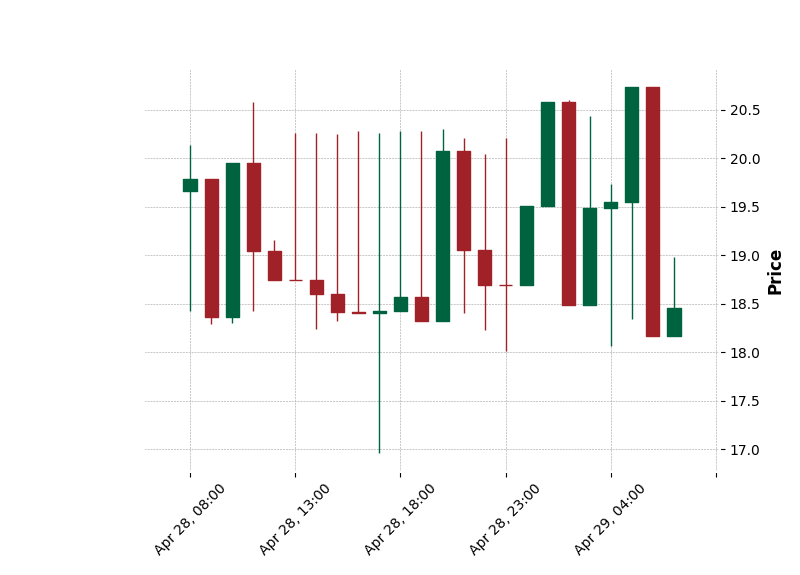 20.5
20.0
19.5
19.0
18.5
18.0
17.5
17.0
Price
Apr 28, 08:00
Apr 28, 13:00
Apr 28, 18:00
Apr 28, 23:00
Apr 29, 04:00